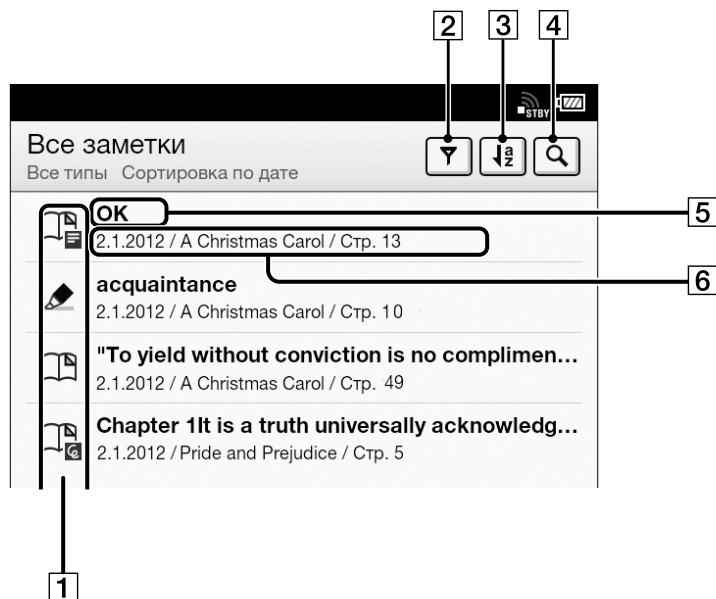 2 3 4
STBY
Все заметки
Все типы Сортировка по дате
a
z
OK
5
2.1.2012 / A Christmas Carol / Стр. 13
acquaintance
6
2.1.2012 / A Christmas Carol / Стр. 10
"To yield without conviction is no complimen...
2.1.2012 / A Christmas Carol / Стр. 49
Chapter 1It is a truth universally acknowledg...
2.1.2012 / Pride and Prejudice / Стр. 5
1